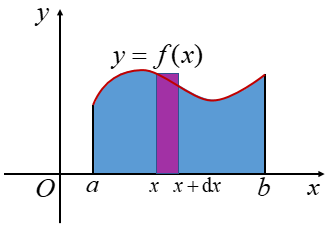 y
y = f(x)
O a x x + dx b x